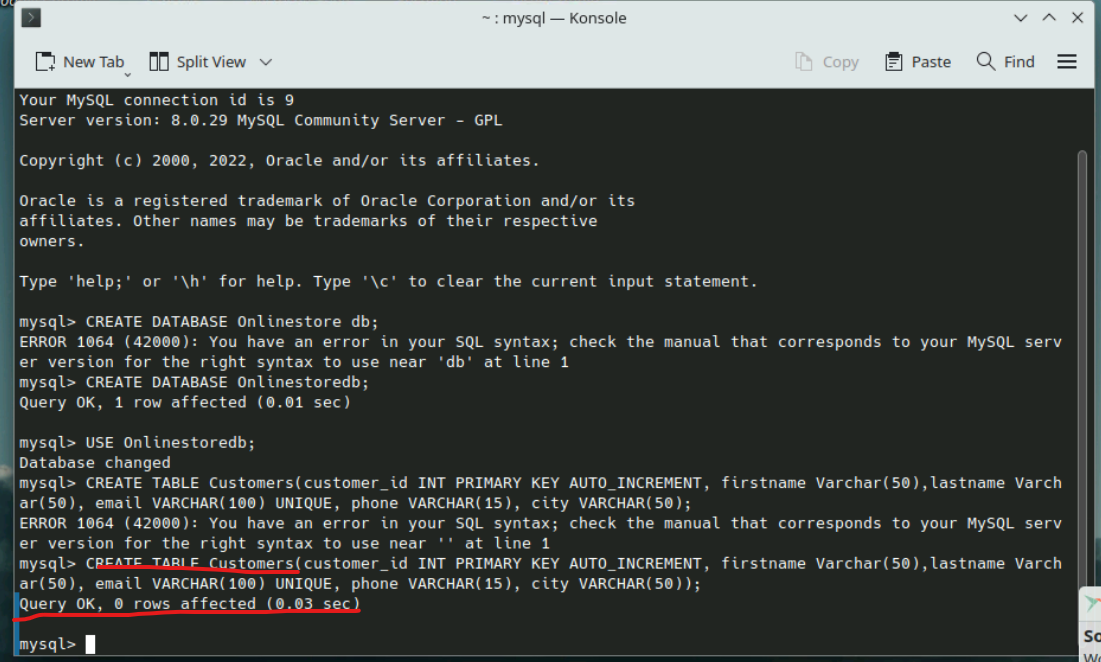 ~ : mysql — Konsole
New Tab Split View Copy Paste Find
Your MySQL connection id is 9
Server version: 8.0.29 MySQL Community Server - GPL
Copyright (c) 2000, 2022, Oracle and/or its affiliates.
Oracle is a registered trademark of Oracle Corporation and/or its
affiliates. Other names may be trademarks of their respective
owners.
Type 'help;' or '\h' for help. Type '\c' to clear the current input statement.
mysql> CREATE DATABASE Onlinestore db;
ERROR 1064 (42000): You have an error in your SQL syntax; check the manual that corresponds to your MySQL serv
er version for the right syntax to use near 'db' at line 1
mysql> CREATE DATABASE Onlinestoredb;
Query OK, 1 row affected (0.01 sec)
mysql> USE Onlinestoredb;
Database changed
mysql> CREATE TABLE Customers(customer_id INT PRIMARY KEY AUTO_INCREMENT, firstname Varchar(50),lastname Varch
ar(50), email VARCHAR(100) UNIQUE, phone VARCHAR(15), city VARCHAR(50);
ERROR 1064 (42000): You have an error in your SQL syntax; check the manual that corresponds to your MySQL serv
er version for the right syntax to use near '' at line 1
mysql> CREATE TABLE Customers(customer_id INT PRIMARY KEY AUTO_INCREMENT, firstname Varchar(50),lastname Varch
ar(50), email VARCHAR(100) UNIQUE, phone VARCHAR(15), city VARCHAR(50));
Query OK, 0 rows affected (0.03 sec)
mysql>
So